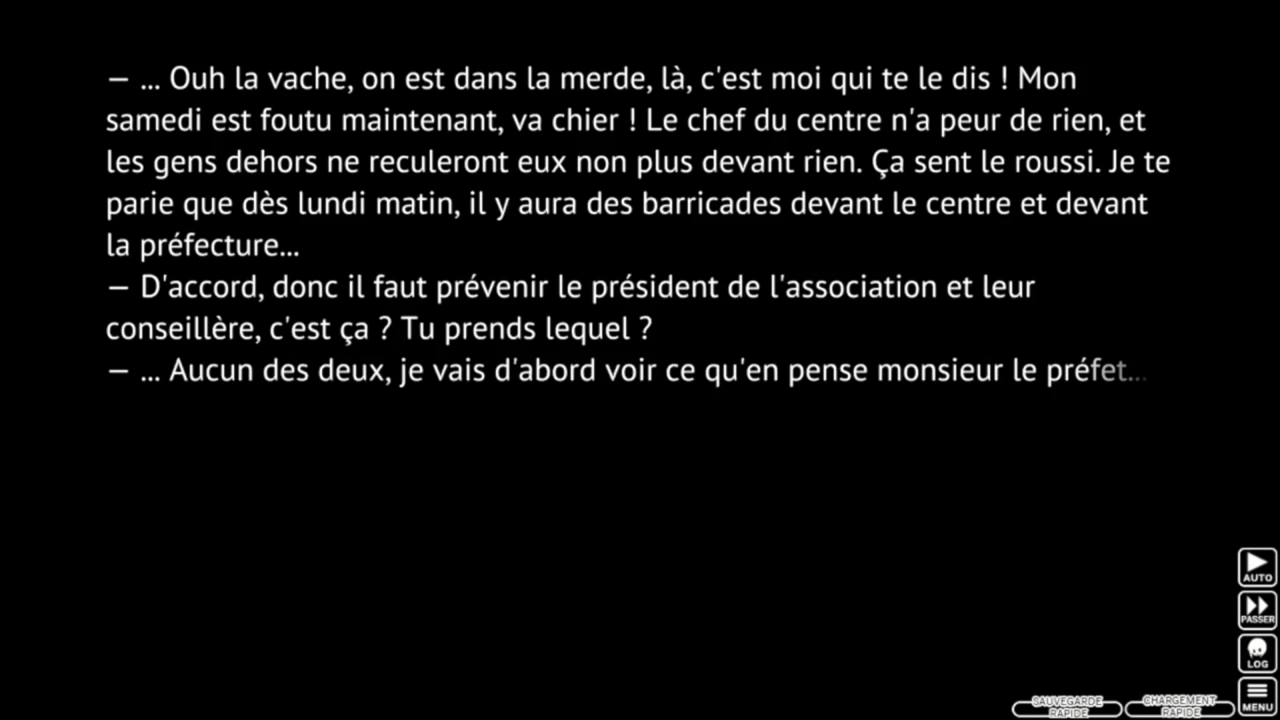 — ... Ouh la vache, on est dans la merde, là, c'est moi qui te le dis ! Mon
samedi est foutu maintenant, va chier ! Le chef du centre n'a peur de rien, et
les gens dehors ne reculeront eux non plus devant rien. Ça sent le roussi. Je te
parie que dès lundi matin, il y aura des barricades devant le centre et devant
la préfecture...
— D'accord, donc il faut prévenir le président de l'association et leur
conseillère, c'est ça ? Tu prends lequel ?
— ... Aucun des deux, je vais d'abord voir ce qu'en pense monsieur le préfet...
AUTO
PASSER
LOG
MENU
SAUVEGARDE
RAPIDE
CHARGEMENT
RAPIDE